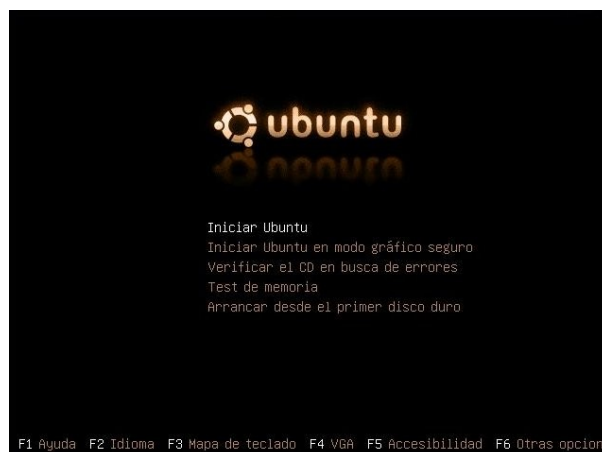 ubuntu
Iniciar Ubuntu
Iniciar Ubuntu en modo gráfico seguro
Verificar el CD en busca de errores
Test de memoria
Arrancar desde el primer disco duro
F1 Ayuda F2 Idioma F3 Mapa de teclado F4 VGA F5 Accesibilidad F6 Otras opcion